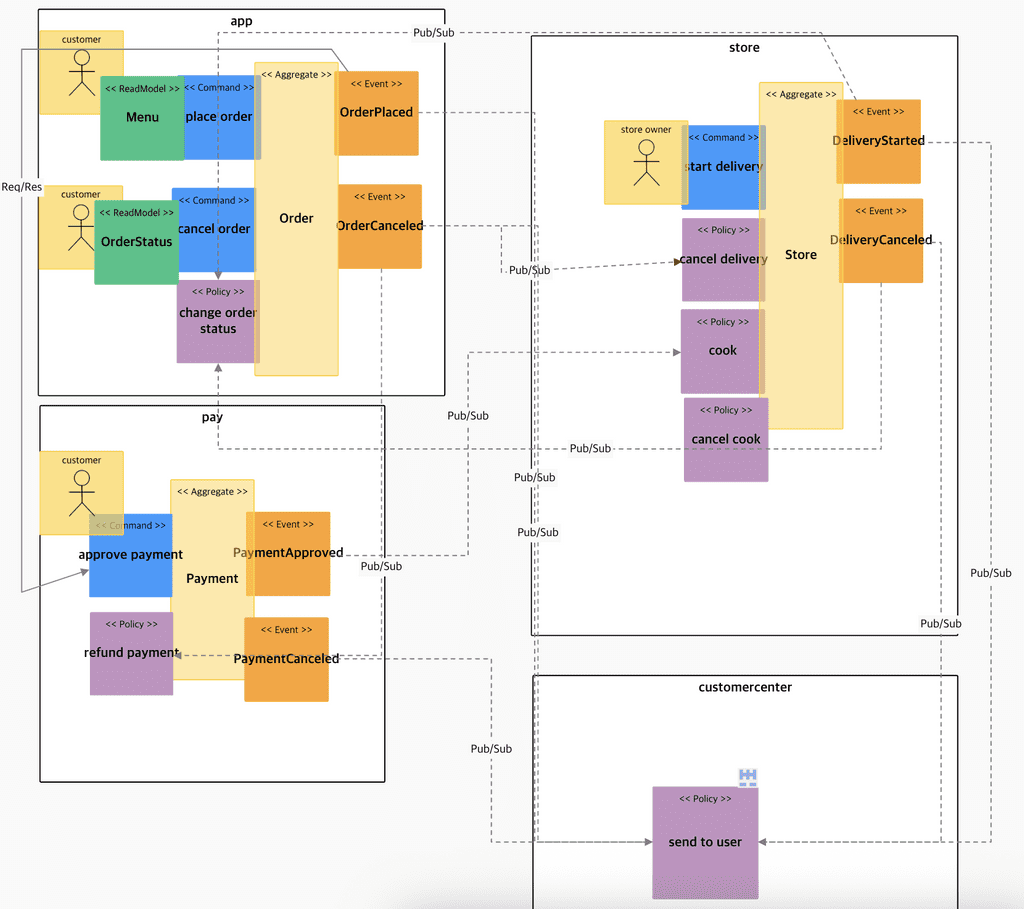 app
Pub/Sub
customer
<< ReadModel >>
Menu
<< Command >>
place order
<< Aggregate >>
Order
<< Event >>
OrderPlaced
Req/Res
customer
<< ReadModel >>
OrderStatus
<< Command >>
cancel order
<< Event >>
OrderCanceled
<< Policy >>
change order
status
store
store owner
<< Command >>
start delivery
<< Aggregate >>
Store
<< Event >>
DeliveryStarted
<< Policy >>
cancel delivery
<< Event >>
DeliveryCanceled
Pub/Sub
<< Policy >>
cook
<< Policy >>
cancel cook
Pub/Sub
Pub/Sub
Pub/Sub
Pub/Sub
Pub/Sub
Pub/Sub
pay
customer
<< Command >>
approve payment
<< Aggregate >>
Payment
<< Event >>
PaymentApproved
Pub/Sub
<< Policy >>
refund payment
<< Event >>
PaymentCanceled
Pub/Sub
customercenter
<< Policy >>
send to user